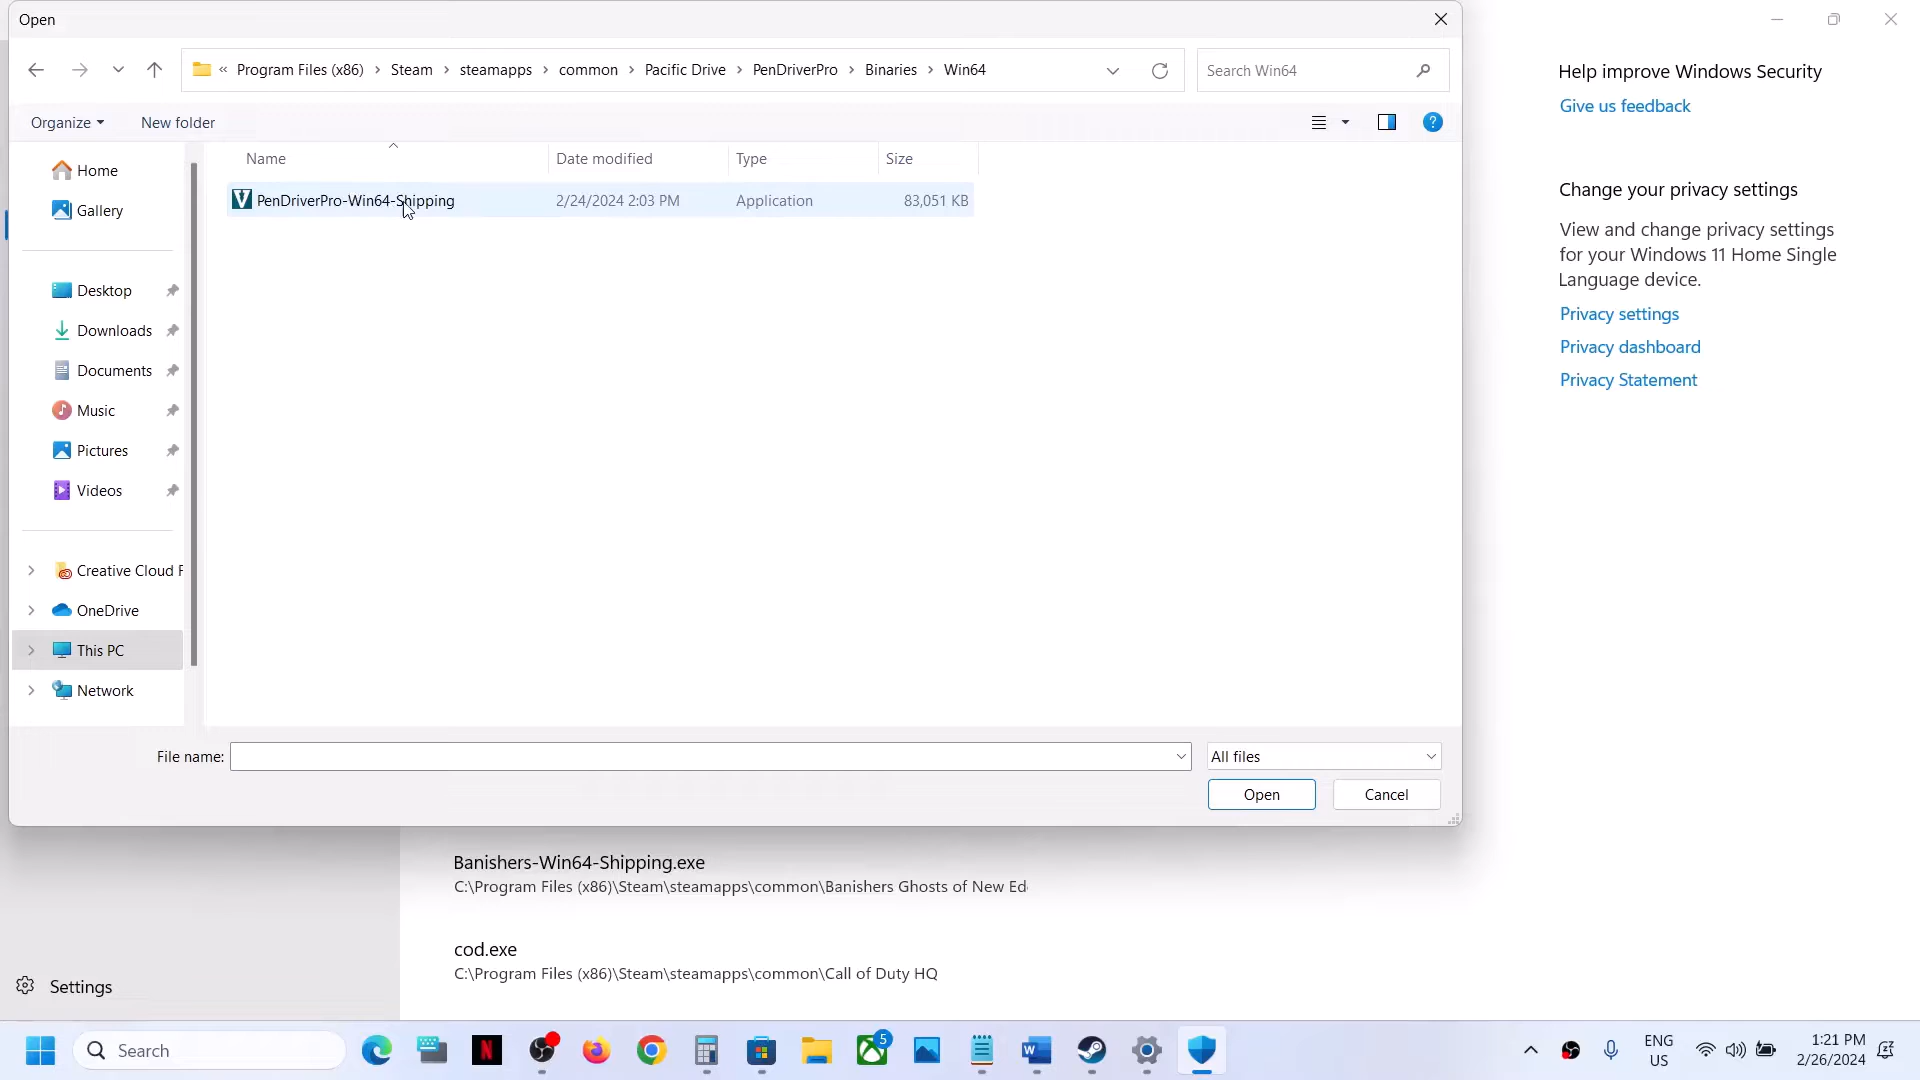 Open
« Program Files (x86) › Steam › steamapps › common › Pacific Drive › PenDriverPro › Binaries › Win64
Search Win64
Organize
New folder
Name
Date modified
Type
Size
PenDriverPro-Win64-Shipping
2/24/2024 2:03 PM
Application
83,051 KB
Home
Gallery
Desktop
Downloads
Documents
Music
Pictures
Videos
Creative Cloud F
OneDrive
This PC
Network
File name:
All files
Open
Cancel
Help improve Windows Security
Give us feedback
Change your privacy settings
View and change privacy settings
for your Windows 11 Home Single
Language device.
Privacy settings
Privacy dashboard
Privacy Statement
Banishers-Win64-Shipping.exe
C:\Program Files (x86)\Steam\steamapps\common\Banishers Ghosts of New Ed
cod.exe
C:\Program Files (x86)\Steam\steamapps\common\Call of Duty HQ
Settings
Search
5
ENG
US
1:21 PM
2/26/2024